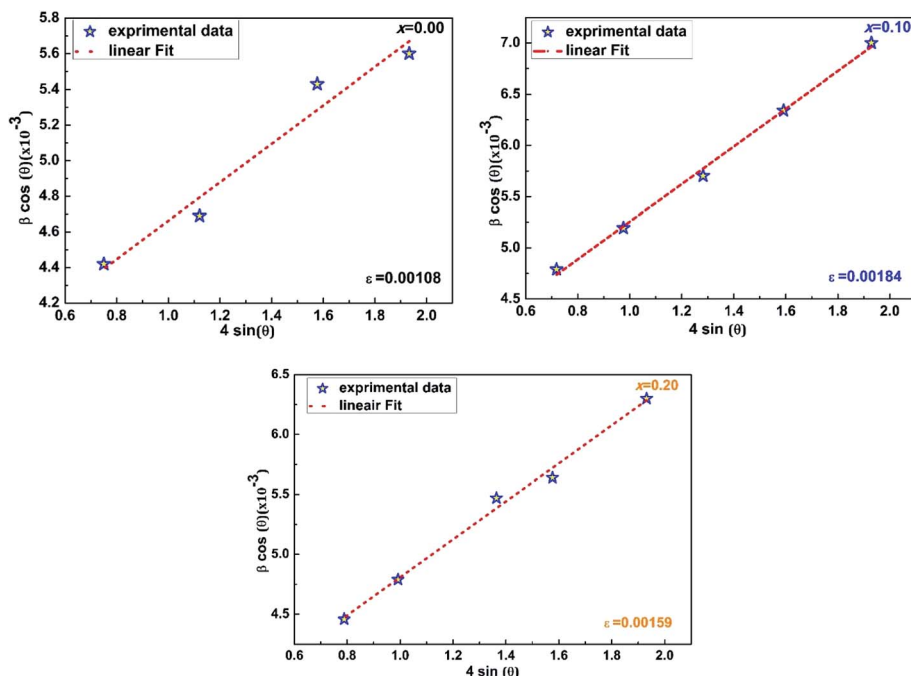 exprimental data
linear Fit
x=0.00
β cos (θ)(x10⁻³)
5.8
5.6
5.4
5.2
5.0
4.8
4.6
4.4
4.2
ε =0.00108
0.6 0.8 1.0 1.2 1.4 1.6 1.8 2.0
4 sin(θ)
exprimental data
linear Fit
x=0.10
β cos (θ)(x10⁻³)
7.0
6.5
6.0
5.5
5.0
4.5
ε =0.00184
0.6 0.8 1.0 1.2 1.4 1.6 1.8 2.0
4 sin (θ)
exprimental data
lineair Fit
x=0.20
β cos (θ)(x10⁻³)
6.5
6.0
5.5
5.0
4.5
ε =0.00159
0.6 0.8 1.0 1.2 1.4 1.6 1.8 2.0
4 sin (θ)